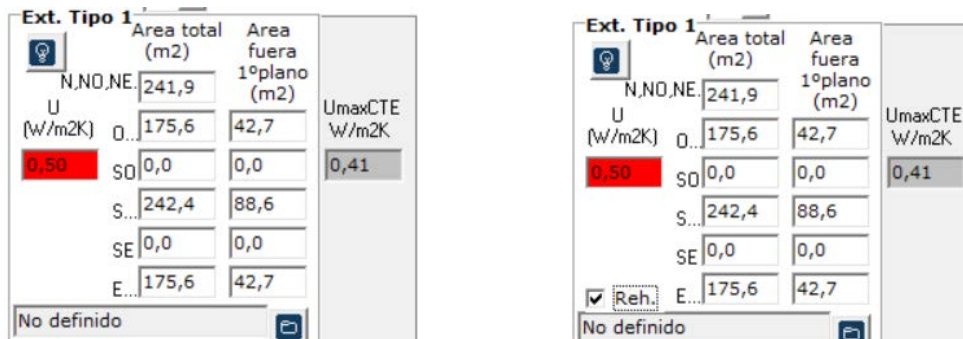 Ext. Tipo 1
Area total (m2)
Area fuera 1ºplano (m2)
N,NO,NE. 241,9
U (W/m2K)
UmaxCTE W/m2K
O... 175,6 42,7
0,50
SO 0,0 0,0
0,41
S... 242,4 88,6
SE 0,0 0,0
E... 175,6 42,7
No definido
Ext. Tipo 1
Area total (m2)
Area fuera 1ºplano (m2)
N,NO,NE. 241,9
U (W/m2K)
UmaxCTE W/m2K
O... 175,6 42,7
0,50
SO 0,0 0,0
0,41
S... 242,4 88,6
SE 0,0 0,0
Reh. E... 175,6 42,7
No definido